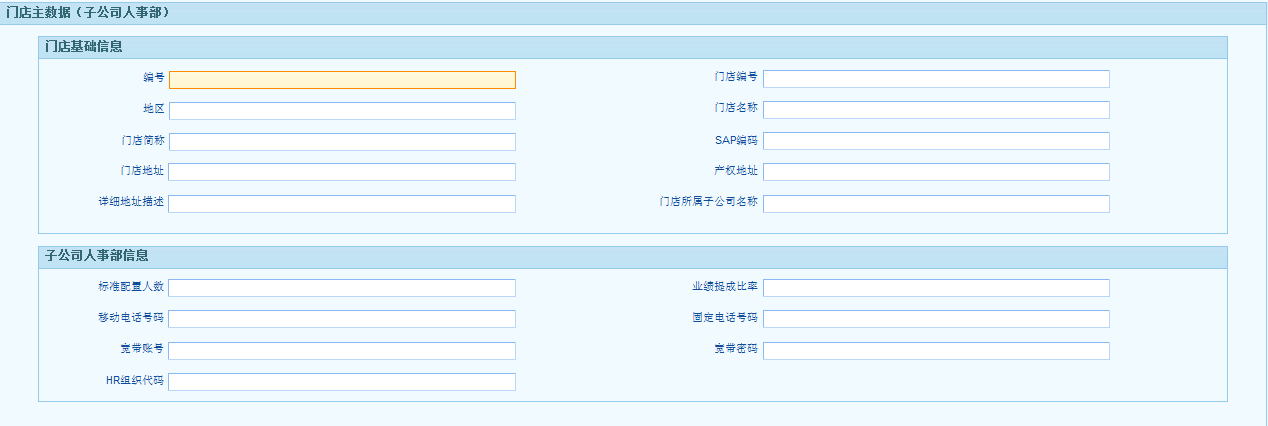 门店主数据（子公司人事部）
门店基础信息
编号 门店编号
地区 门店名称
门店简称 SAP编码
门店地址 产权地址
详细地址描述 门店所属子公司名称
子公司人事部信息
标准配置人数 业绩提成比率
移动电话号码 固定电话号码
宽带账号 宽带密码
HR组织代码